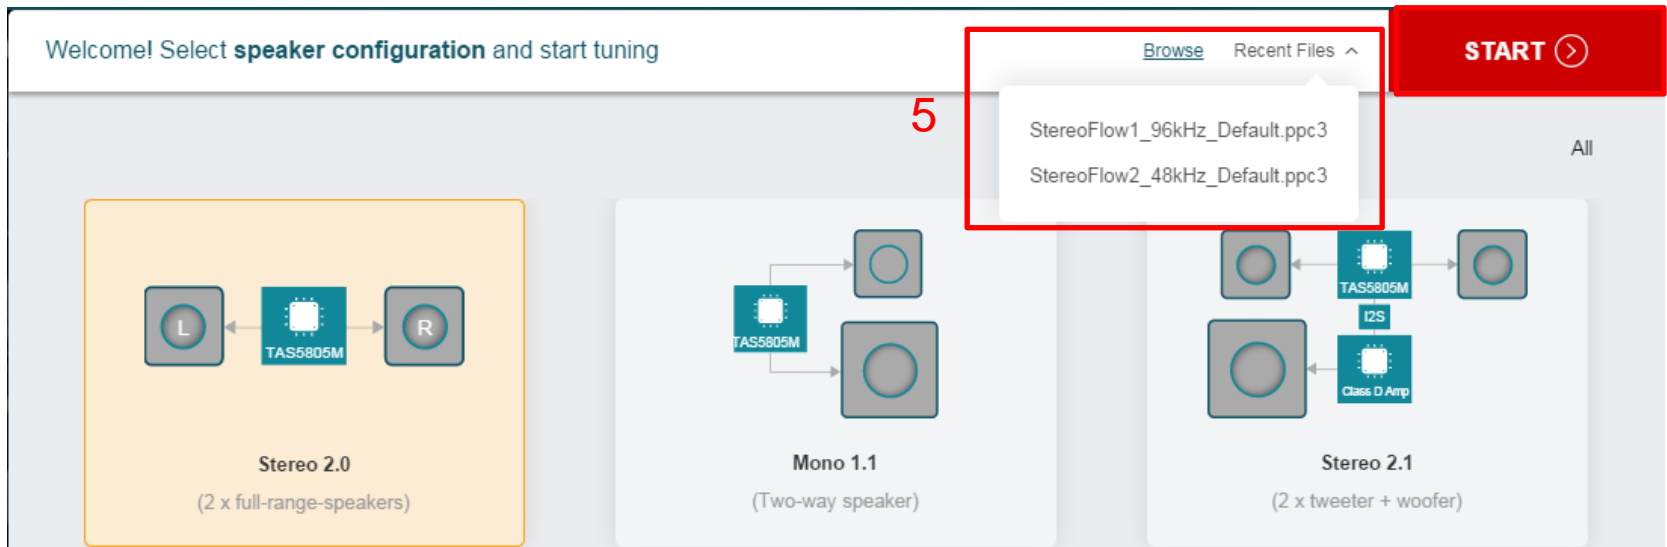 Welcome! Select speaker configuration and start tuning
Browse
Recent Files
START
5
StereoFlow1_96kHz_Default.ppc3
StereoFlow2_48kHz_Default.ppc3
All
L
TAS5805M
R
Stereo 2.0
(2 x full-range-speakers)
TAS5805M
Mono 1.1
(Two-way speaker)
TAS5805M
I2S
Class D Amp
Stereo 2.1
(2 x tweeter + woofer)